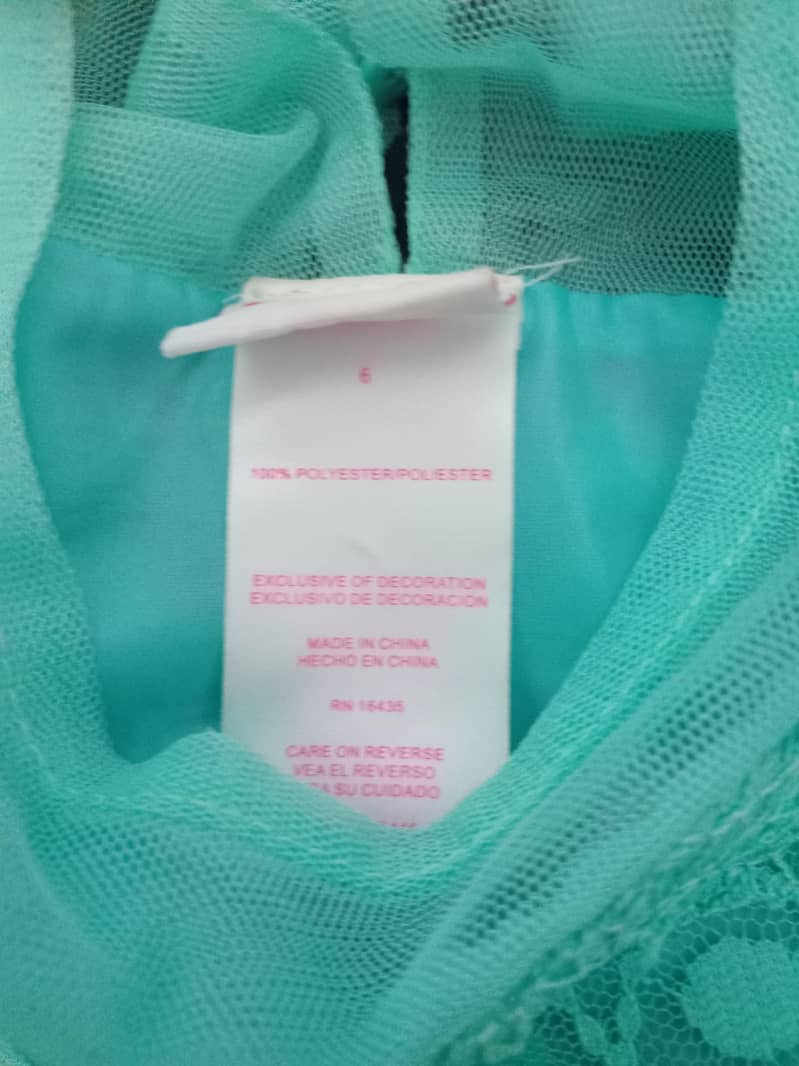 6
100% POLYESTER/POLIESTER
EXCLUSIVE OF DECORATION
EXCLUSIVO DE DECORACION
MADE IN CHINA
HECHO EN CHINA
RN 16435
CARE ON REVERSE
VEA EL REVERSO
SU CUIDADO